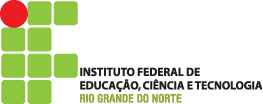 INSTITUTO FEDERAL DE
EDUCAÇÃO, CIÊNCIA E TECNOLOGIA
RIO GRANDE DO NORTE